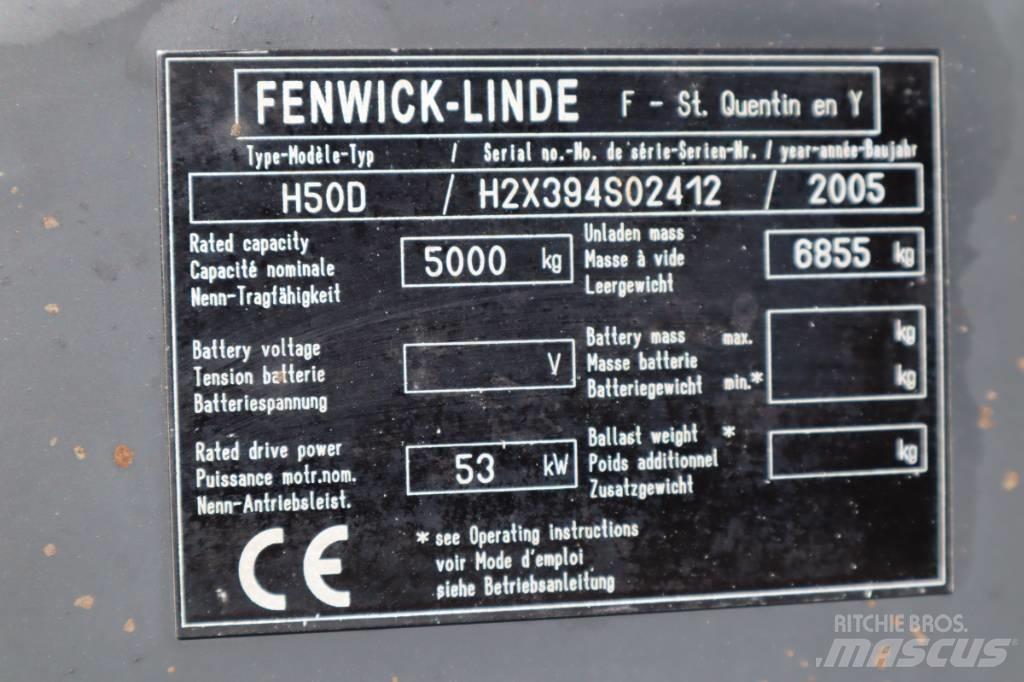 FENWICK-LINDE F - St. Quentin en Y
Type-Modèle-Typ / Serial no.-No. de série-Serien-Nr. / year-année-Baujahr
H50D / H2X394S02412 / 2005
Rated capacity
Capacité nominale
Nenn-Tragfähigkeit
5000 kg
Unladen mass
Masse à vide
Leergewicht
6855 kg
Battery voltage
Tension batterie
Batteriespannung
V
Battery mass max. kg
Masse batterie
Batteriegewicht min.* kg
Rated drive power
Puissance motr.nom.
Nenn-Antriebsleist.
53 kW
Ballast weight *
Poids additionnel
Zusatzgewicht
kg
CE
* see Operating instructions
voir Mode d'emploi
siehe Betriebsanleitung
RITCHIE BROS.
MASCUS